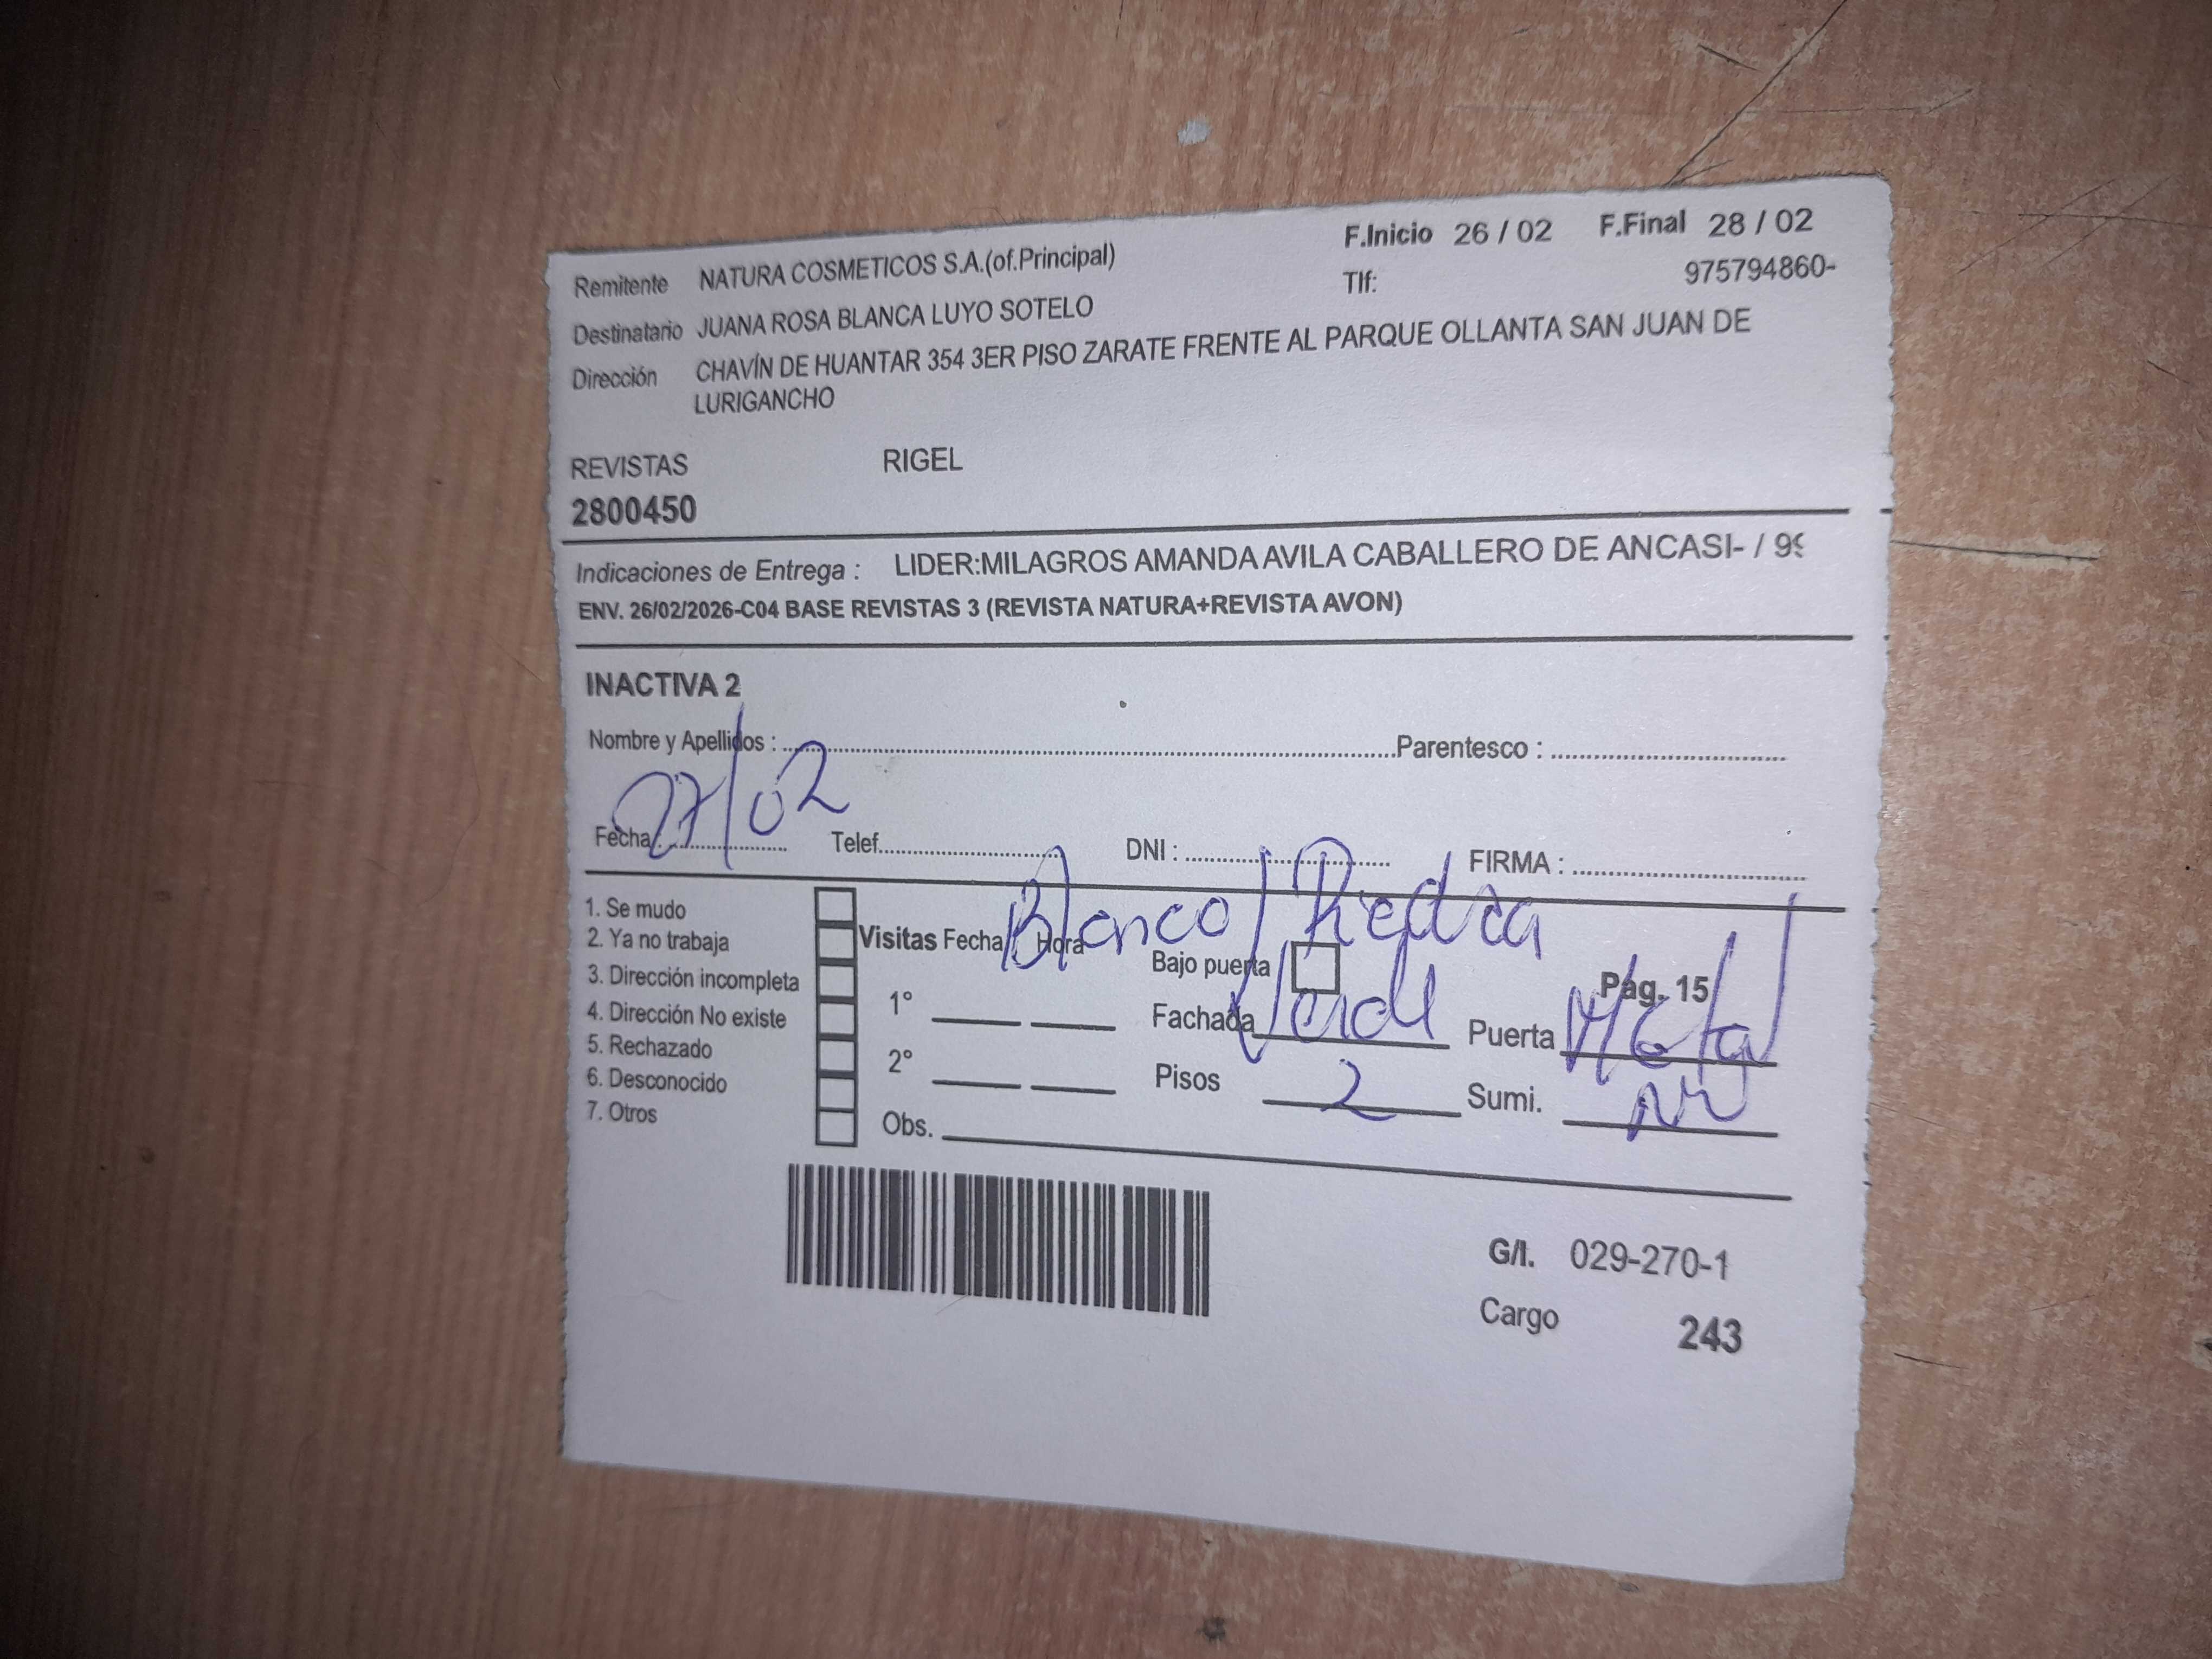 Remitente NATURA COSMETICOS S.A.(of.Principal) F.Inicio 26 / 02 F.Final 28 / 02
Destinatario JUANA ROSA BLANCA LUYO SOTELO Tlf: 975794860-
Dirección CHAVÍN DE HUANTAR 354 3ER PISO ZARATE FRENTE AL PARQUE OLLANTA SAN JUAN DE
LURIGANCHO
REVISTAS RIGEL
2800450
Indicaciones de Entrega : LIDER:MILAGROS AMANDA AVILA CABALLERO DE ANCASI- / 99
ENV. 26/02/2026-C04 BASE REVISTAS 3 (REVISTA NATURA+REVISTA AVON)
INACTIVA 2
Nombre y Apellidos : Parentesco :
Fecha : 27/02 Telef. DNI : FIRMA :
Blanco / Piedra
1. Se mudo
2. Ya no trabaja Visitas Fecha / Hora Bajo puerta
3. Dirección incompleta Pág. 15
4. Dirección No existe 1° Fachada Verde Puerta Metal
5. Rechazado
6. Desconocido 2° Pisos 2 Sumi.
7. Otros Obs.
G/I. 029-270-1
Cargo 243